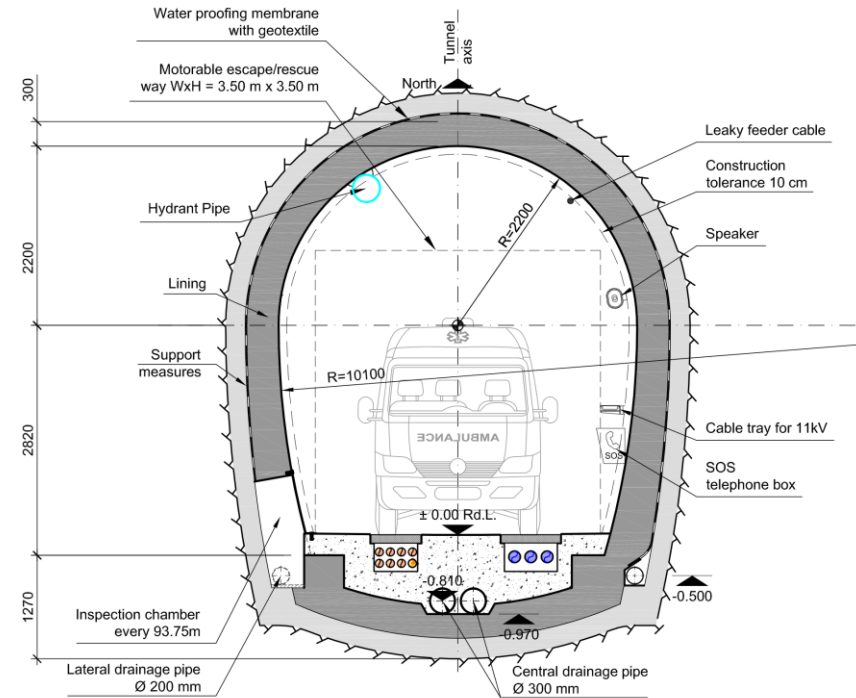 Water proofing membrane
with geotextile
Tunnel
axis
Motorable escape/rescue
way WxH = 3.50 m x 3.50 m
North
300
Leaky feeder cable
Construction
tolerance 10 cm
Hydrant Pipe
R=2200
Speaker
2200
Lining
Support
measures
R=10100
AMBULANCE
Cable tray for 11kV
2820
SOS
SOS
telephone box
± 0.00 Rd.L.
-0.810
-0.500
1270
-0.970
Inspection chamber
every 93.75m
Lateral drainage pipe
Ø 200 mm
Central drainage pipe
Ø 300 mm